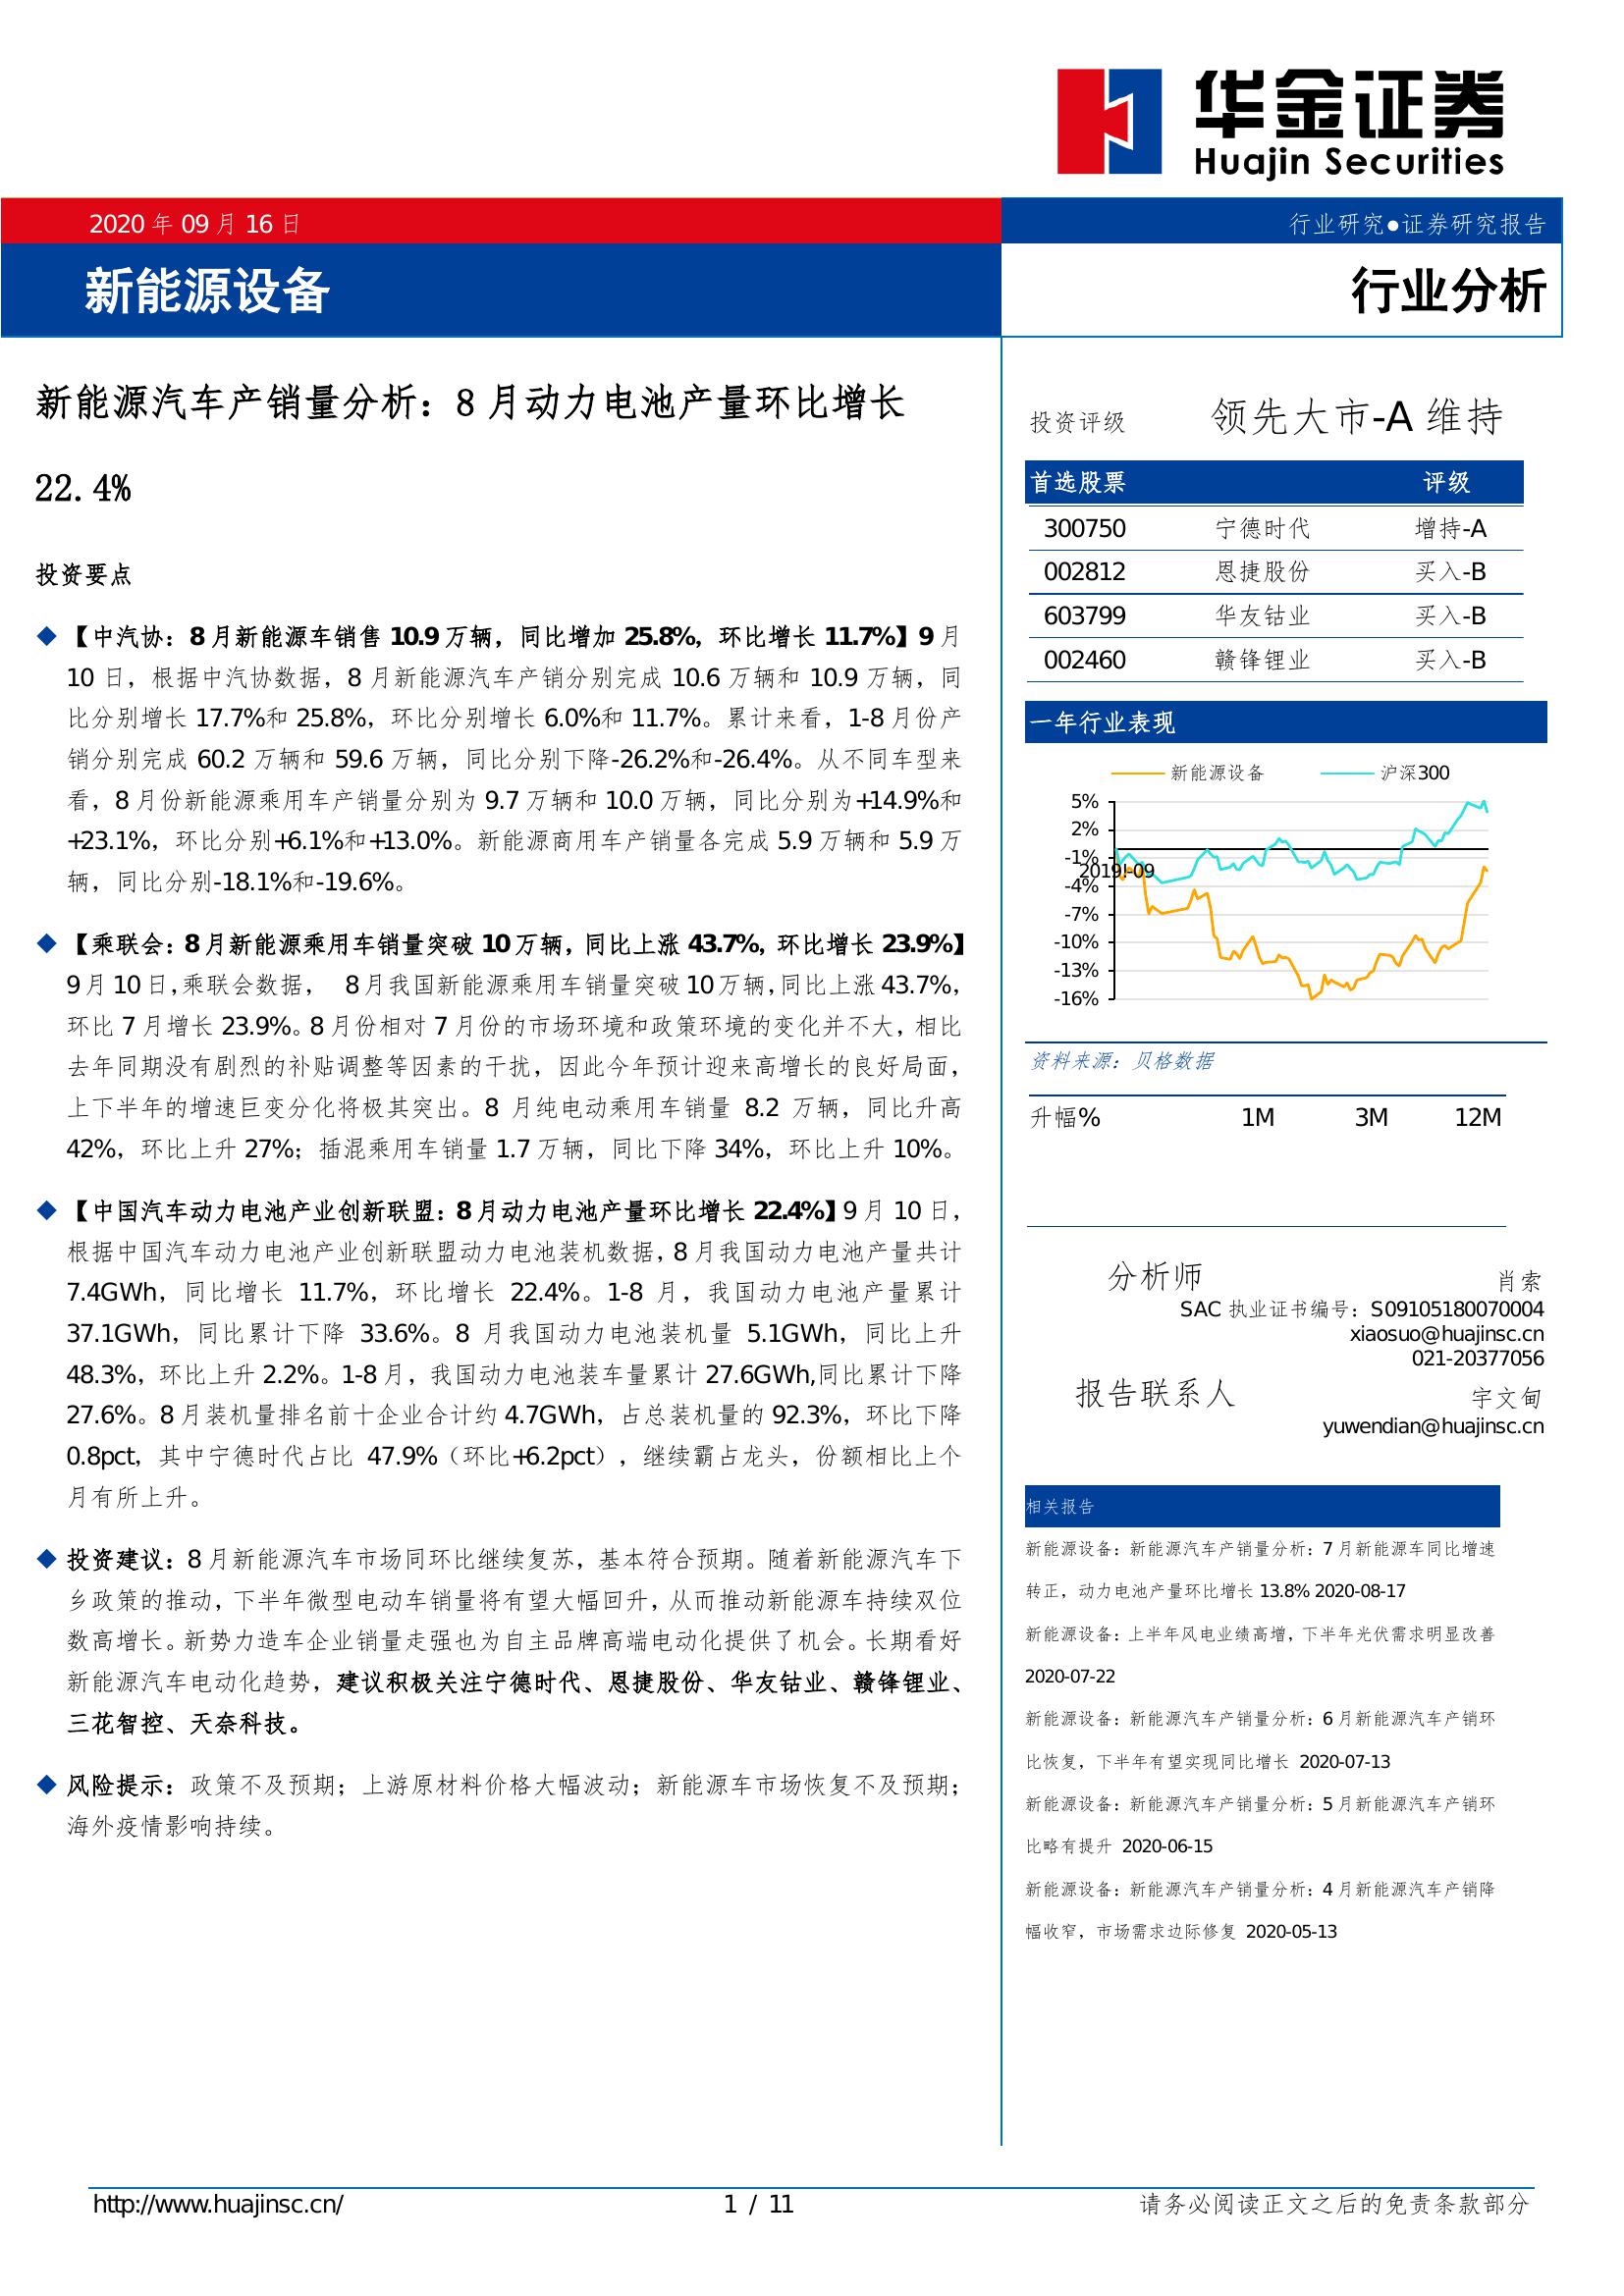 华金证券
Huajin Securities
2020 年 09 月 16 日
行业研究●证券研究报告
新能源设备
行业分析
新能源汽车产销量分析：8 月动力电池产量环比增长
22.4%
投资要点
◆ 【中汽协：8 月新能源车销售 10.9 万辆，同比增加 25.8%，环比增长 11.7%】9 月
10 日，根据中汽协数据，8 月新能源汽车产销分别完成 10.6 万辆和 10.9 万辆，同
比分别增长 17.7%和 25.8%，环比分别增长 6.0%和 11.7%。累计来看，1-8 月份产
销分别完成 60.2 万辆和 59.6 万辆，同比分别下降-26.2%和-26.4%。从不同车型来
看，8 月份新能源乘用车产销量分别为 9.7 万辆和 10.0 万辆，同比分别为+14.9%和
+23.1%，环比分别+6.1%和+13.0%。新能源商用车产销量各完成 5.9 万辆和 5.9 万
辆，同比分别-18.1%和-19.6%。
◆ 【乘联会：8 月新能源乘用车销量突破 10 万辆，同比上涨 43.7%，环比增长 23.9%】
9 月 10 日，乘联会数据， 8 月我国新能源乘用车销量突破 10 万辆，同比上涨 43.7%，
环比 7 月增长 23.9%。8 月份相对 7 月份的市场环境和政策环境的变化并不大，相比
去年同期没有剧烈的补贴调整等因素的干扰，因此今年预计迎来高增长的良好局面，
上下半年的增速巨变分化将极其突出。8 月纯电动乘用车销量 8.2 万辆，同比升高
42%，环比上升 27%；插混乘用车销量 1.7 万辆，同比下降 34%，环比上升 10%。
◆ 【中国汽车动力电池产业创新联盟：8 月动力电池产量环比增长 22.4%】9 月 10 日，
根据中国汽车动力电池产业创新联盟动力电池装机数据，8 月我国动力电池产量共计
7.4GWh，同比增长 11.7%，环比增长 22.4%。1-8 月，我国动力电池产量累计
37.1GWh，同比累计下降 33.6%。8 月我国动力电池装机量 5.1GWh，同比上升
48.3%，环比上升 2.2%。1-8 月，我国动力电池装车量累计 27.6GWh,同比累计下降
27.6%。8 月装机量排名前十企业合计约 4.7GWh，占总装机量的 92.3%，环比下降
0.8pct，其中宁德时代占比 47.9%（环比+6.2pct），继续霸占龙头，份额相比上个
月有所上升。
◆ 投资建议：8 月新能源汽车市场同环比继续复苏，基本符合预期。随着新能源汽车下
乡政策的推动，下半年微型电动车销量将有望大幅回升，从而推动新能源车持续双位
数高增长。新势力造车企业销量走强也为自主品牌高端电动化提供了机会。长期看好
新能源汽车电动化趋势，建议积极关注宁德时代、恩捷股份、华友钴业、赣锋锂业、
三花智控、天奈科技。
◆ 风险提示：政策不及预期；上游原材料价格大幅波动；新能源车市场恢复不及预期；
海外疫情影响持续。
投资评级 领先大市-A 维持
首选股票 评级
300750 宁德时代 增持-A
002812 恩捷股份 买入-B
603799 华友钴业 买入-B
002460 赣锋锂业 买入-B
一年行业表现
新能源设备 沪深300
5%
2%
-1%
2019!-09
-4%
-7%
-10%
-13%
-16%
资料来源：贝格数据
升幅% 1M 3M 12M
分析师 肖索
SAC 执业证书编号：S09105180070004
xiaosuo@huajinsc.cn
021-20377056
报告联系人 宇文甸
yuwendian@huajinsc.cn
相关报告
新能源设备：新能源汽车产销量分析：7 月新能源车同比增速
转正，动力电池产量环比增长 13.8% 2020-08-17
新能源设备：上半年风电业绩高增，下半年光伏需求明显改善
2020-07-22
新能源设备：新能源汽车产销量分析：6 月新能源汽车产销环
比恢复，下半年有望实现同比增长 2020-07-13
新能源设备：新能源汽车产销量分析：5 月新能源汽车产销环
比略有提升 2020-06-15
新能源设备：新能源汽车产销量分析：4 月新能源汽车产销降
幅收窄，市场需求边际修复 2020-05-13
http://www.huajinsc.cn/ 1 / 11 请务必阅读正文之后的免责条款部分